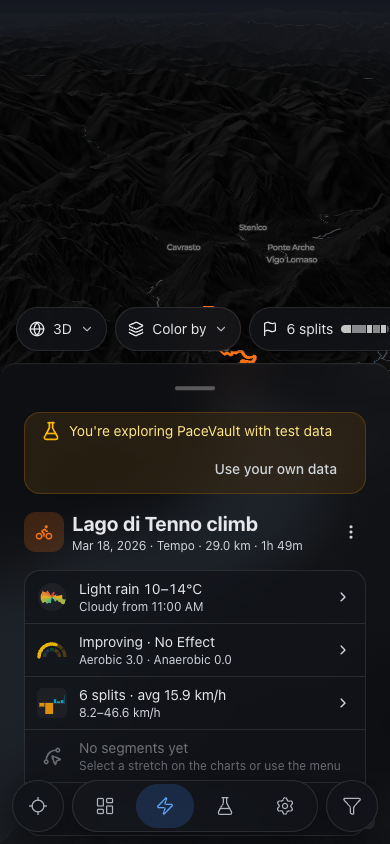 Stenico
Cavrasto
Ponte Arche
Vigo Lomaso
3D
Color by
6 splits
You're exploring PaceVault with test data
Use your own data
Lago di Tenno climb
Mar 18, 2026 · Tempo · 29.0 km · 1h 49m
Light rain 10–14°C
Cloudy from 11:00 AM
Improving · No Effect
Aerobic 3.0 · Anaerobic 0.0
6 splits · avg 15.9 km/h
8.2–46.6 km/h
No segments yet
Select a stretch on the charts or use the menu